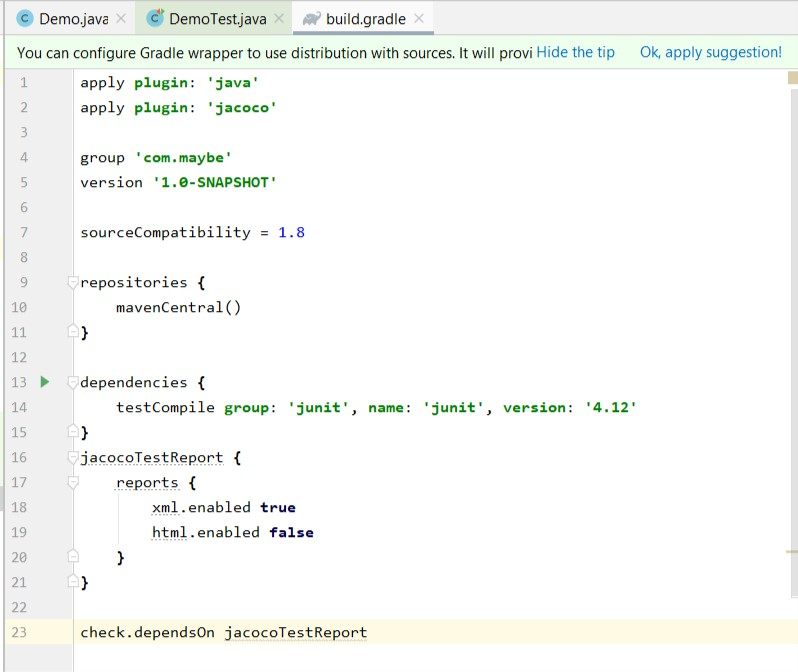 Demo.java DemoTest.java build.gradle
You can configure Gradle wrapper to use distribution with sources. It will provi Hide the tip Ok, apply suggestion!
1 apply plugin: 'java'
2 apply plugin: 'jacoco'
3
4 group 'com.maybe'
5 version '1.0-SNAPSHOT'
6
7 sourceCompatibility = 1.8
8
9 repositories {
10 mavenCentral()
11 }
12
13 dependencies {
14 testCompile group: 'junit', name: 'junit', version: '4.12'
15 }
16 jacocoTestReport {
17 reports {
18 xml.enabled true
19 html.enabled false
20 }
21 }
22
23 check.dependsOn jacocoTestReport